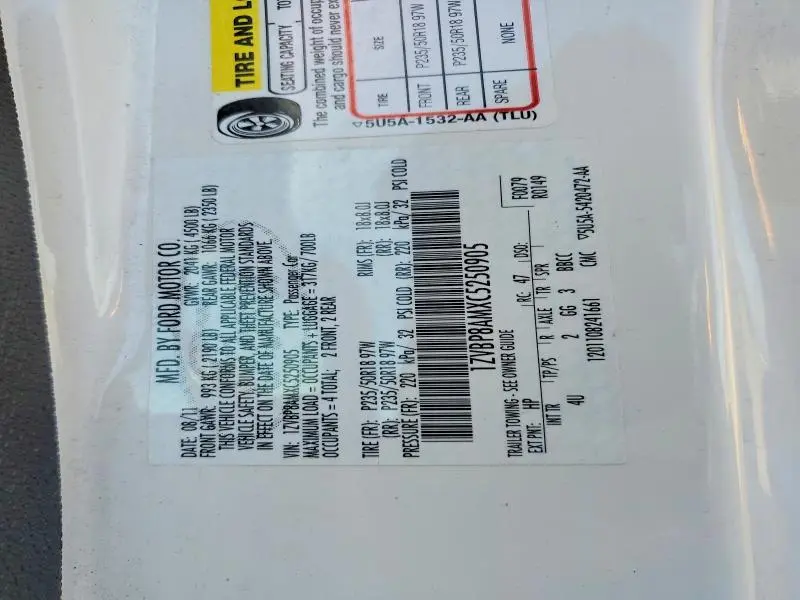 TIRE AND L
SEATING CAPACITY
TO
The combined weight of occup
and cargo should never ex
TIRE SIZE
FRONT P235/50R18 97W
REAR P235/50R18 97W
SPARE NONE
5U5A-1532-AA (TLU)
MFD. BY FORD MOTOR CO.
DATE: 08/11 GVWR: 2041 KG (4500 LB)
FRONT GAWR: 993 KG (2190 LB) REAR GAWR: 1066 KG (2350 LB)
THIS VEHICLE CONFORMS TO ALL APPLICABLE FEDERAL MOTOR
VEHICLE SAFETY, BUMPER, AND THEFT PREVENTION STANDARDS
IN EFFECT ON THE DATE OF MANUFACTURE SHOWN ABOVE.
VIN: 1ZVBP8AMXC5250905 TYPE: Passenger Car
MAXIMUM LOAD = OCCUPANTS + LUGGAGE = 317KG/ 700LB
OCCUPANTS = 4 TOTAL; 2 FRONT, 2 REAR
TIRE (FR): P235/50R18 97W RIMS (FR): 18x8.0J
(RR): P235/50R18 97W (RR): 18x8.0J
PRESSURE (FR): 220 kPa/ 32 PSI COLD (RR): 220 kPa/ 32 PSI COLD
1ZVBP8AMXC5250905
TRAILER TOWING - SEE OWNER GUIDE F0079
EXT PNT: HP RC: 47 DSO: R0149
INT TR TP/PS R AXLE TR SPR
4U 2 GG 3 BBCC
12011108241661 CMC 5U5A-5420472-AA